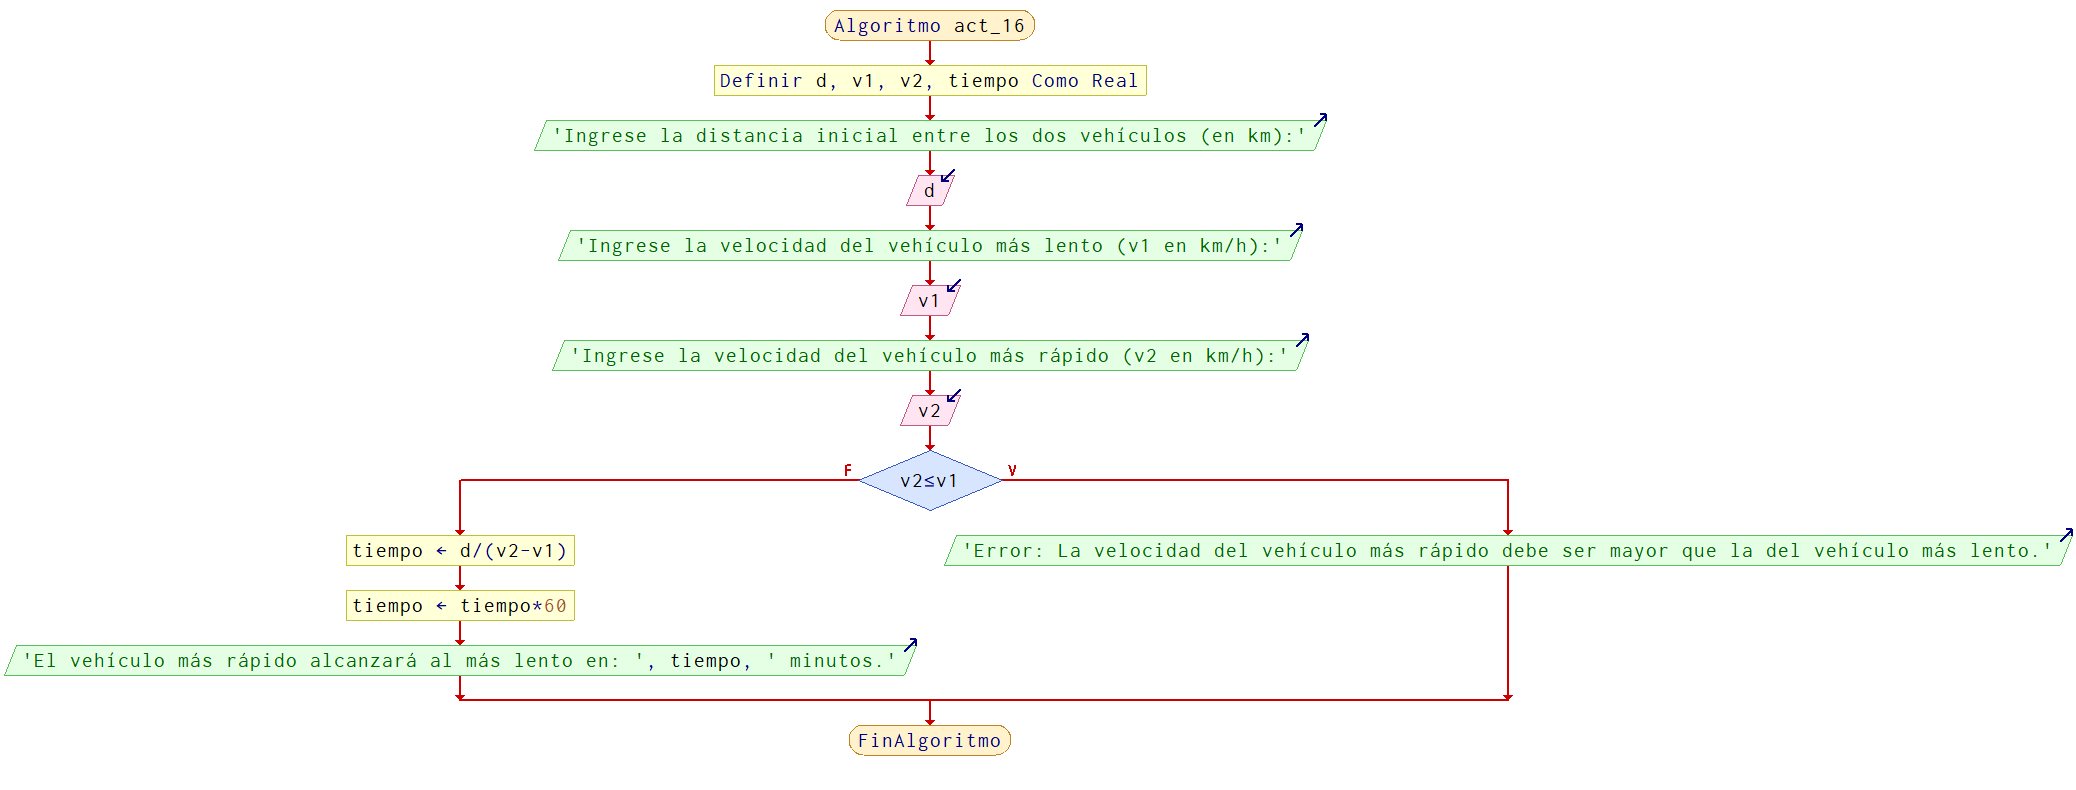 Algoritmo act_16
Definir d, v1, v2, tiempo Como Real
'Ingrese la distancia inicial entre los dos vehículos (en km):'
d
'Ingrese la velocidad del vehículo más lento (v1 en km/h):'
v1
'Ingrese la velocidad del vehículo más rápido (v2 en km/h):'
v2
F
V
v2≤v1
tiempo ← d/(v2-v1)
'Error: La velocidad del vehículo más rápido debe ser mayor que la del vehículo más lento.'
tiempo ← tiempo*60
'El vehículo más rápido alcanzará al más lento en: ', tiempo, ' minutos.'
FinAlgoritmo